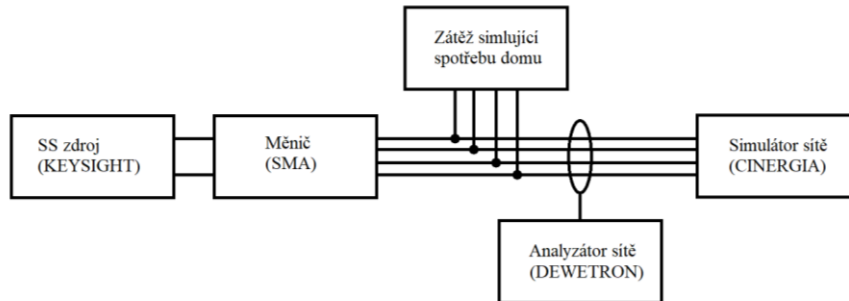 Zátěž simlující
spotřebu domu
SS zdroj
(KEYSIGHT)
Měnič
(SMA)
Simulátor sítě
(CINERGIA)
Analyzátor sítě
(DEWETRON)